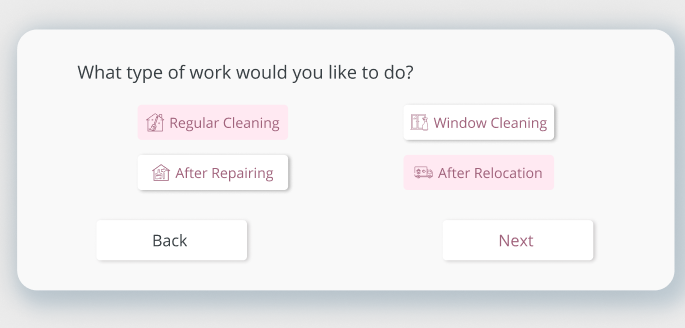 What type of work would you like to do?
Regular Cleaning
Window Cleaning
After Repairing
After Relocation
Back
Next